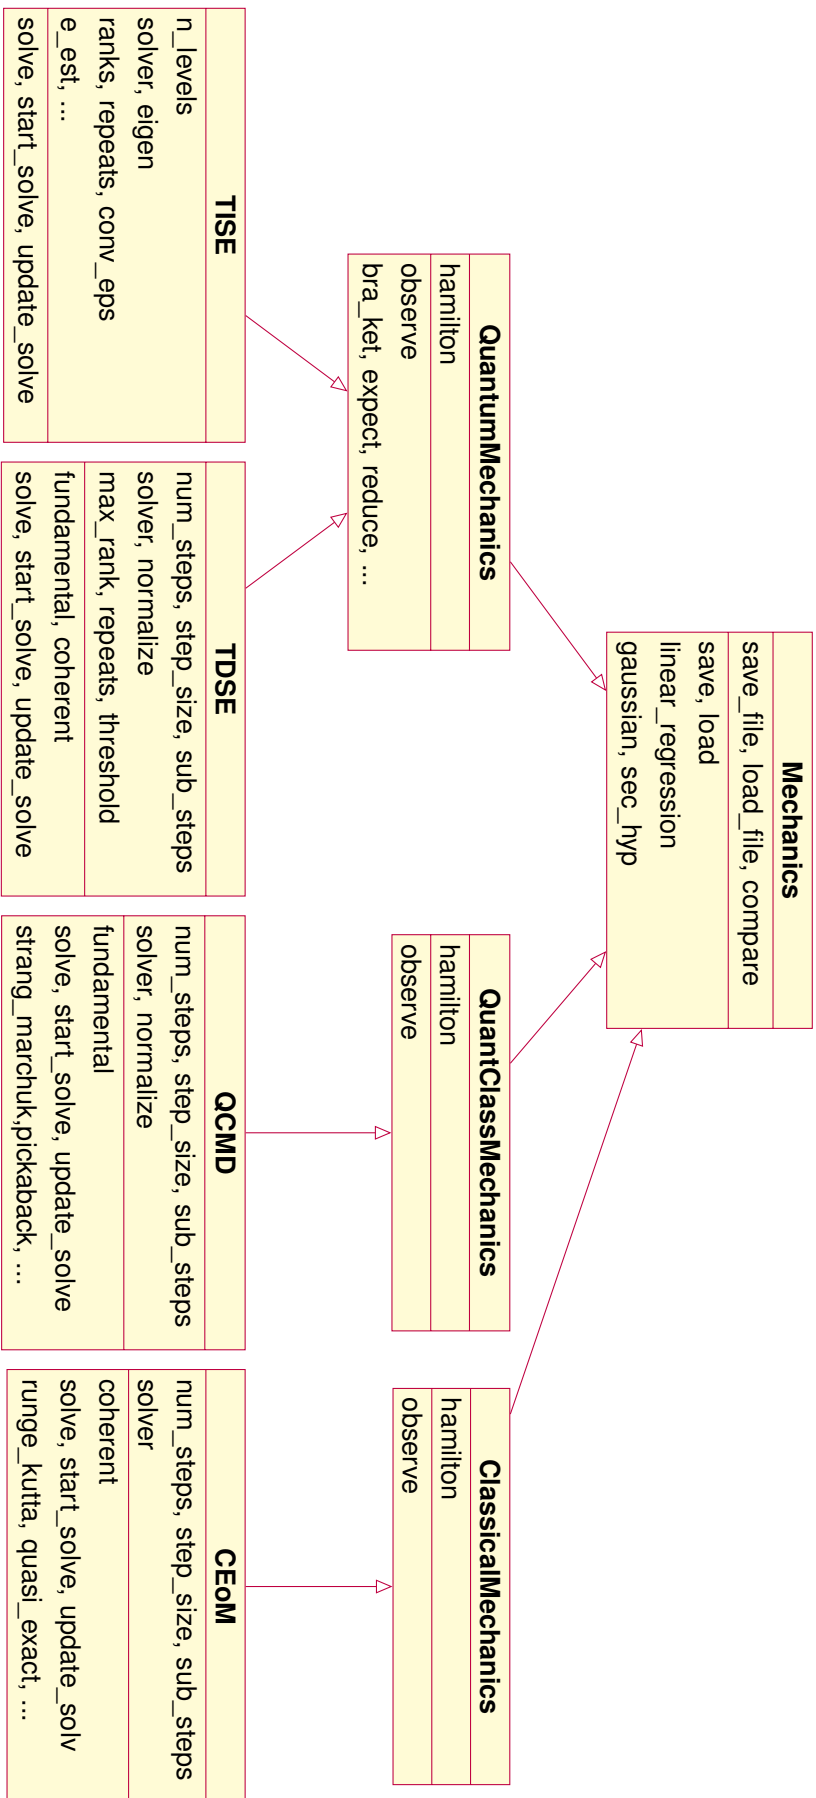 Mechanics
save_file, load_file, compare
save, load
linear_regression
gaussian, sec_hyp
QuantumMechanics
hamilton
observe
bra_ket, expect, reduce, ...
QuantClassMechanics
hamilton
observe
ClassicalMechanics
hamilton
observe
TISE
n_levels
solver, eigen
ranks, repeats, conv_eps
e_est, ...
solve, start_solve, update_solve
TDSE
num_steps, step_size, sub_steps
solver, normalize
max_rank, repeats, threshold
fundamental, coherent
solve, start_solve, update_solve
QCMD
num_steps, step_size, sub_steps
solver, normalize
fundamental
solve, start_solve, update_solve
strang_marchuk,pickaback, ...
CEoM
num_steps, step_size, sub_steps
solver
coherent
solve, start_solve, update_solv
runge_kutta, quasi_exact, ...